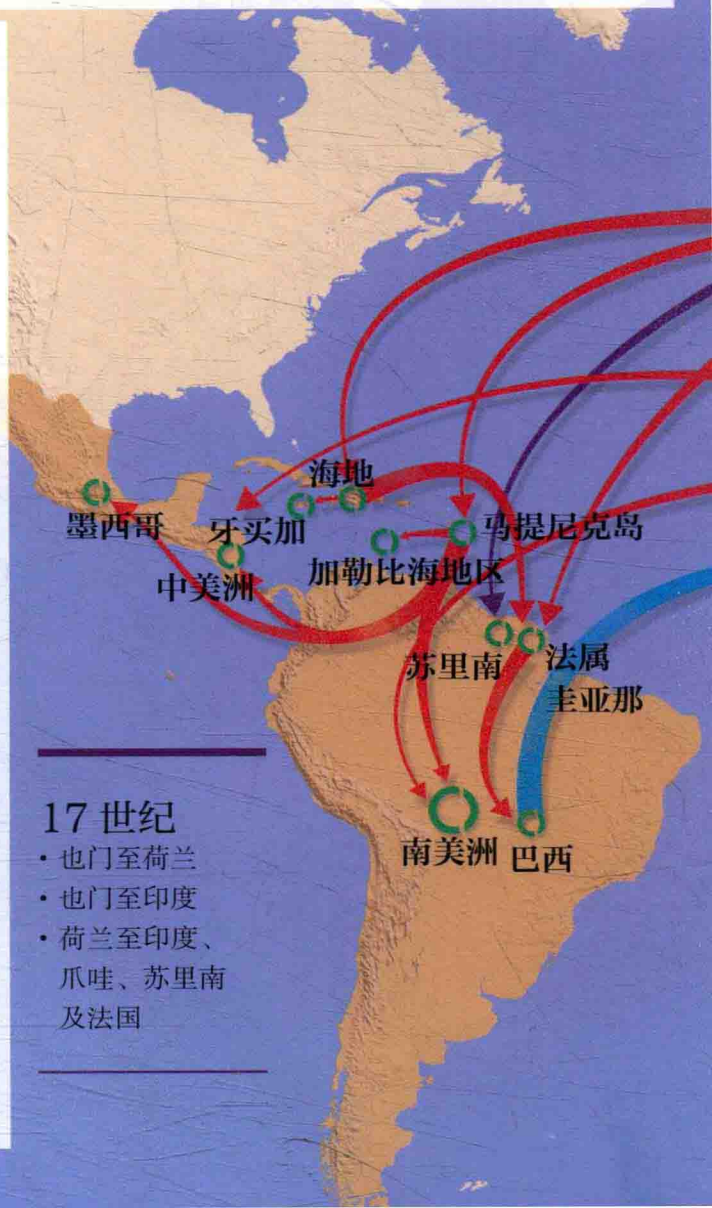 海地
墨西哥
牙买加
马提尼克岛
中美洲
加勒比海地区
苏里南
法属
圭亚那
南美洲
巴西
17 世纪
· 也门至荷兰
· 也门至印度
· 荷兰至印度、
爪哇、苏里南
及法国